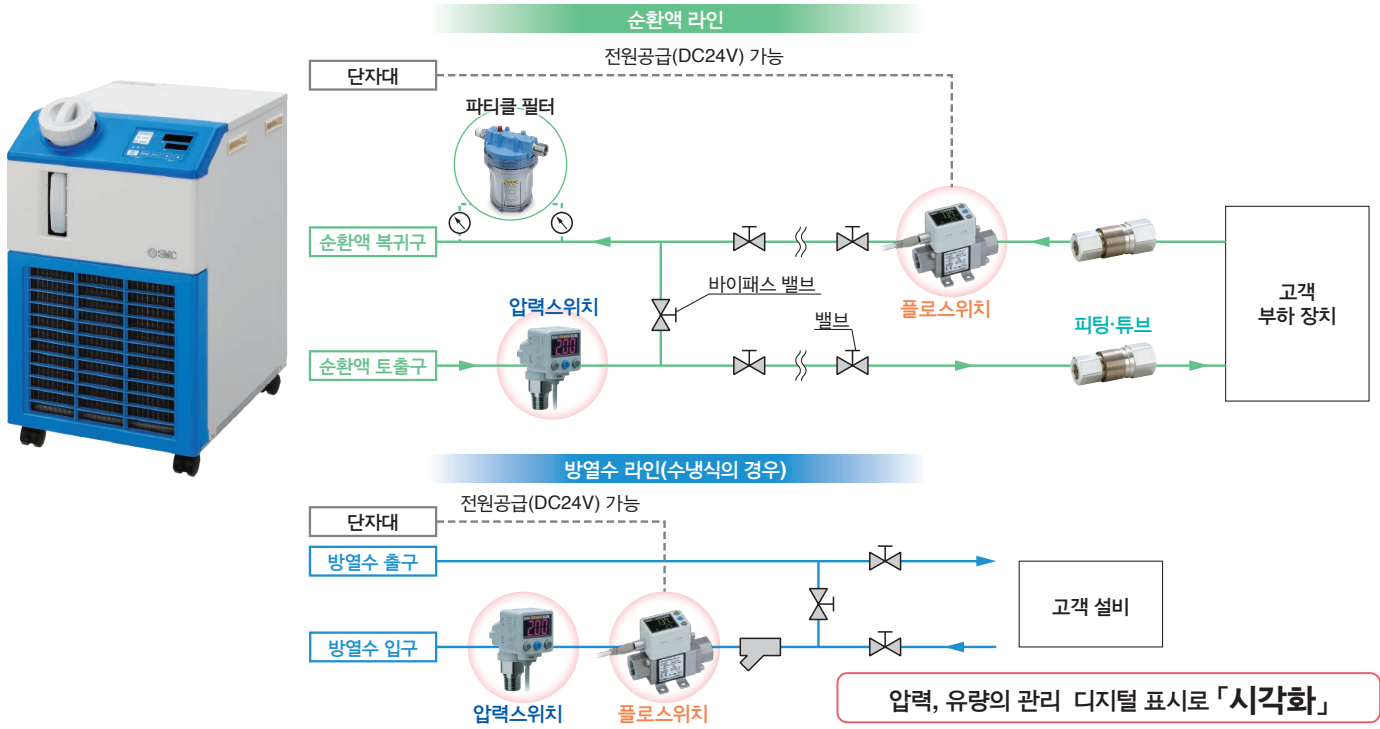 순환액 라인
전원공급(DC24V) 가능
단자대
파티클 필터
순환액 복귀구
SMC
바이패스 밸브
플로스위치
고객
부하 장치
압력스위치
밸브
피팅·튜브
200
순환액 토출구
방열수 라인(수냉식의 경우)
전원공급(DC24V) 가능
단자대
방열수 출구
고객 설비
200
방열수 입구
압력스위치
플로스위치
압력, 유량의 관리 디지털 표시로 「시각화」